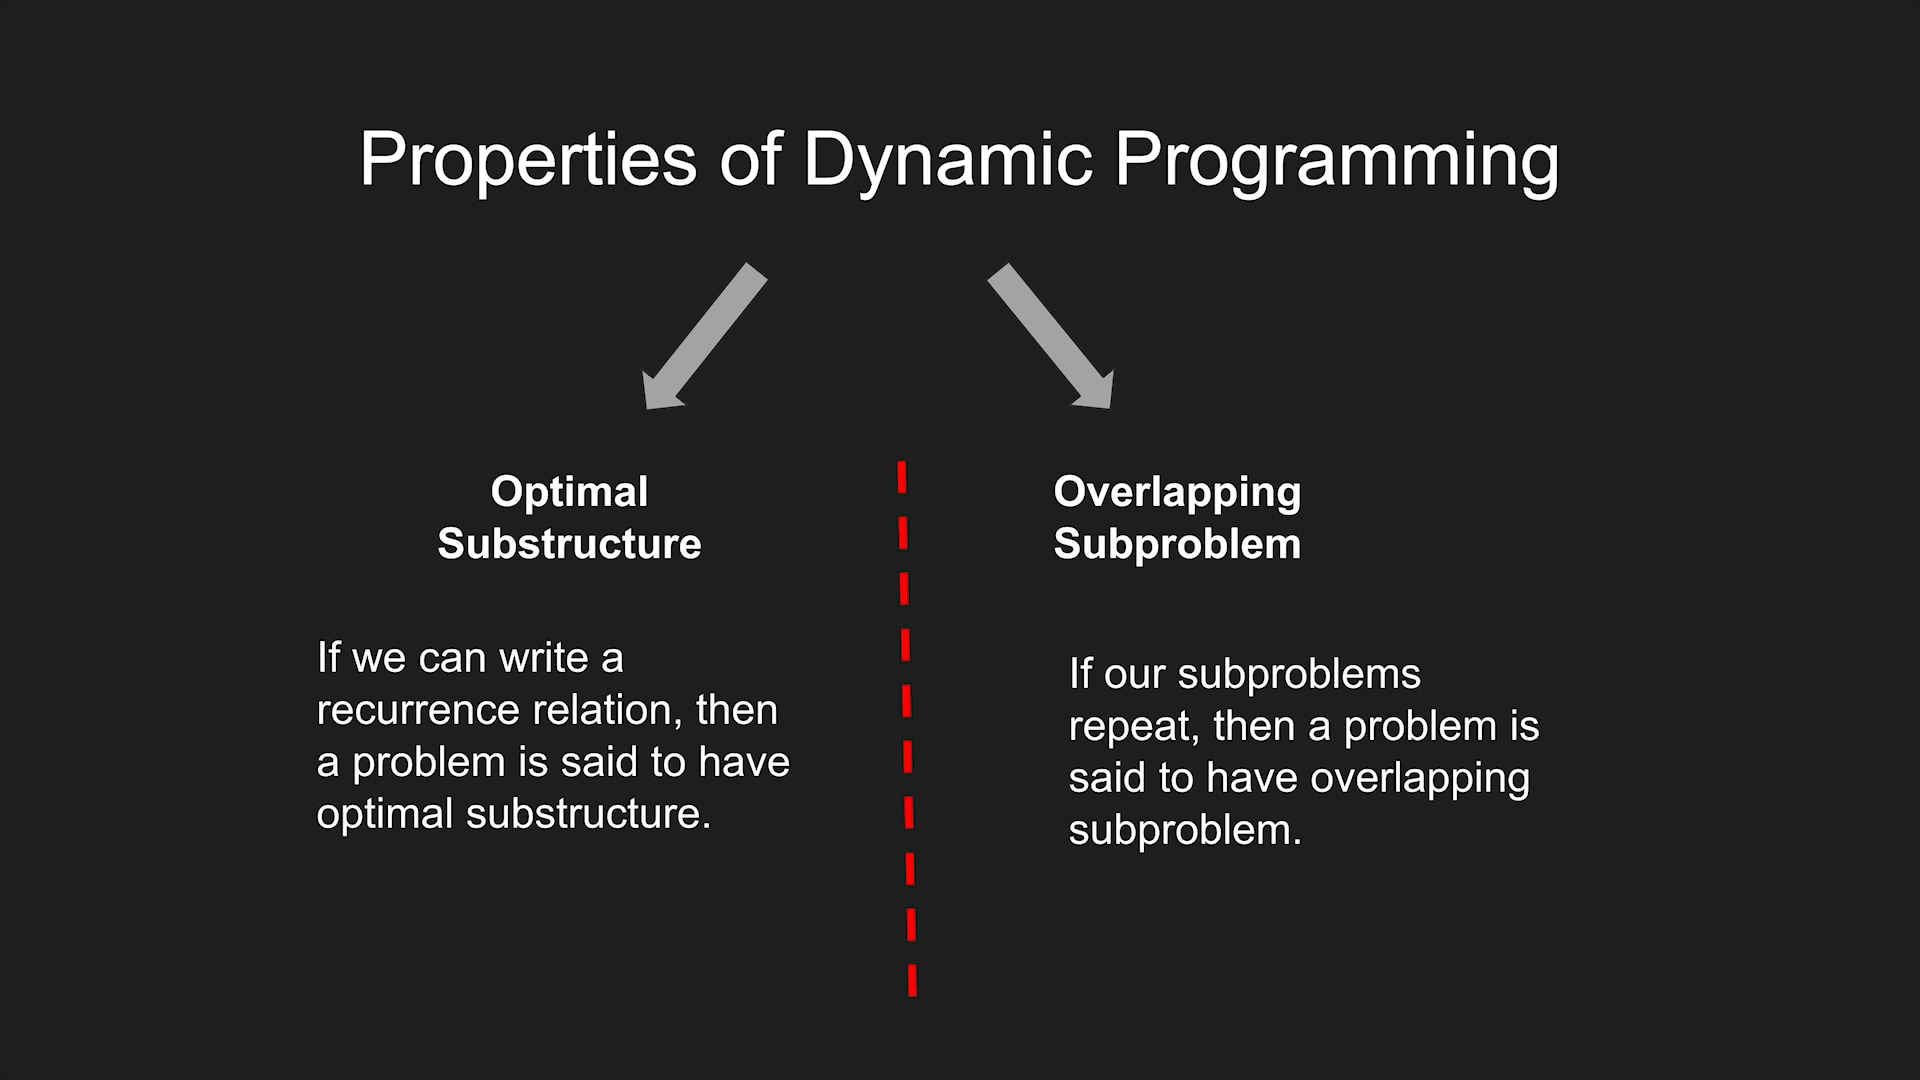 Properties of Dynamic Programming
Optimal
Substructure
If we can write a
recurrence relation, then
a problem is said to have
optimal substructure.
Overlapping
Subproblem
If our subproblems
repeat, then a problem is
said to have overlapping
subproblem.